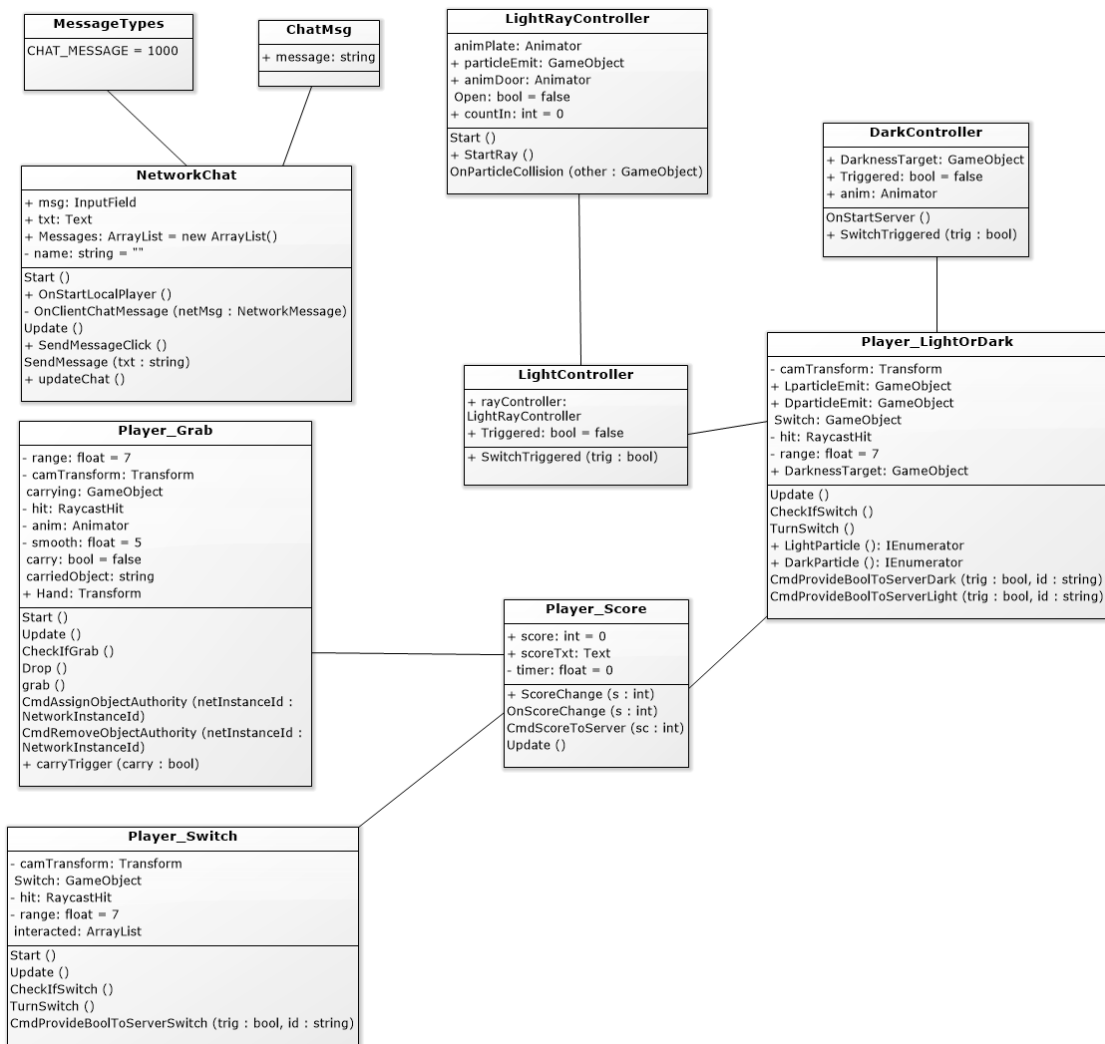 MessageTypes
CHAT_MESSAGE = 1000
ChatMsg
+ message: string
LightRayController
animPlate: Animator
+ particleEmit: GameObject
+ animDoor: Animator
Open: bool = false
+ countIn: int = 0
Start ()
+ StartRay ()
OnParticleCollision (other : GameObject)
DarkController
+ DarknessTarget: GameObject
+ Triggered: bool = false
+ anim: Animator
OnStartServer ()
+ SwitchTriggered (trig : bool)
NetworkChat
+ msg: InputField
+ txt: Text
+ Messages: ArrayList = new ArrayList()
- name: string = ""
Start ()
+ OnStartLocalPlayer ()
- OnClientChatMessage (netMsg : NetworkMessage)
Update ()
+ SendMessageClick ()
SendMessage (txt : string)
+ updateChat ()
LightController
+ rayController:
LightRayController
+ Triggered: bool = false
+ SwitchTriggered (trig : bool)
Player_LightOrDark
- camTransform: Transform
+ LparticleEmit: GameObject
+ DparticleEmit: GameObject
Switch: GameObject
- hit: RaycastHit
- range: float = 7
+ DarknessTarget: GameObject
Update ()
CheckIfSwitch ()
TurnSwitch ()
+ LightParticle (): IEnumerator
+ DarkParticle (): IEnumerator
CmdProvideBoolToServerDark (trig : bool, id : string)
CmdProvideBoolToServerLight (trig : bool, id : string)
Player_Grab
- range: float = 7
- camTransform: Transform
carrying: GameObject
- hit: RaycastHit
- anim: Animator
- smooth: float = 5
carry: bool = false
carriedObject: string
+ Hand: Transform
Start ()
Update ()
CheckIfGrab ()
Drop ()
grab ()
CmdAssignObjectAuthority (netInstanceId :
NetworkInstanceId)
CmdRemoveObjectAuthority (netInstanceId :
NetworkInstanceId)
+ carryTrigger (carry : bool)
Player_Score
+ score: int = 0
+ scoreTxt: Text
- timer: float = 0
+ ScoreChange (s : int)
OnScoreChange (s : int)
CmdScoreToServer (sc : int)
Update ()
Player_Switch
- camTransform: Transform
Switch: GameObject
- hit: RaycastHit
- range: float = 7
interacted: ArrayList
Start ()
Update ()
CheckIfSwitch ()
TurnSwitch ()
CmdProvideBoolToServerSwitch (trig : bool, id : string)